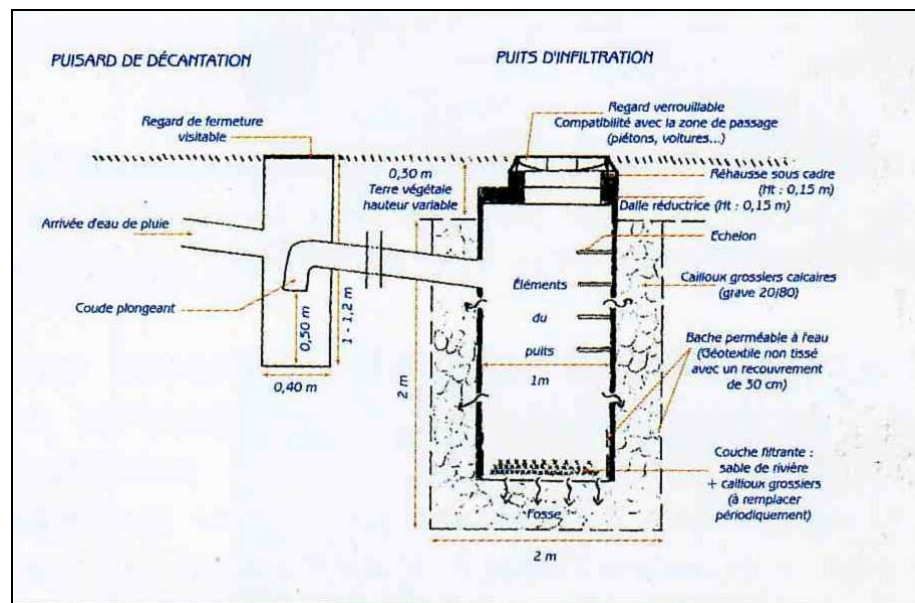 PUISARD DE DÉCANTATION
PUITS D'INFILTRATION
Regard de fermeture
visitable
Regard verrouillable
Compatibilité avec la zone de passage
(piétons, voitures...)
0,30 m
Terre végétale
hauteur variable
Réhausse sous cadre
(Ht : 0,15 m)
Dalle réductrice (Ht : 0,15 m)
Arrivée d'eau de pluie
Echelon
Coude plongeant
Éléments
du
puits
1m
Cailloux grossiers calcaires
(grave 20/80)
0,50 m
1 - 1,2 m
0,40 m
2 m
Bache perméable à l'eau
(Géotextile non tissé
avec un recouvrement
de 30 cm)
Couche filtrante :
sable de rivière
+ cailloux grossiers
(à remplacer
périodiquement)
Fosse
2 m